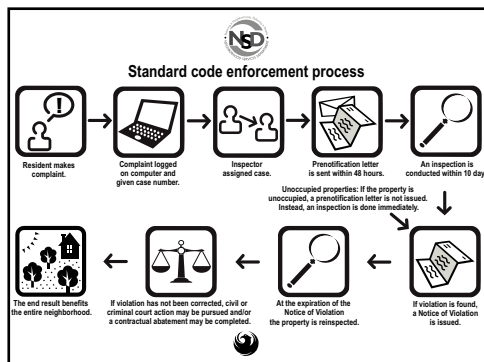 NSD
Standard code enforcement process
Resident makes
complaint.
Complaint logged
on computer and
given case number.
Inspector
assigned case.
Prenotification letter
is sent within 48 hours.
An inspection is
conducted within 10 day
Unoccupied properties: If the property is
unoccupied, a prenotification letter is not issued.
Instead, an inspection is done immediately.
If violation is found,
a Notice of Violation
is issued.
At the expiration of the
Notice of Violation
the property is reinspected.
If violation has not been corrected, civil or
criminal court action may be pursued and/or
a contractual abatement may be completed.
The end result benefits
the entire neighborhood.